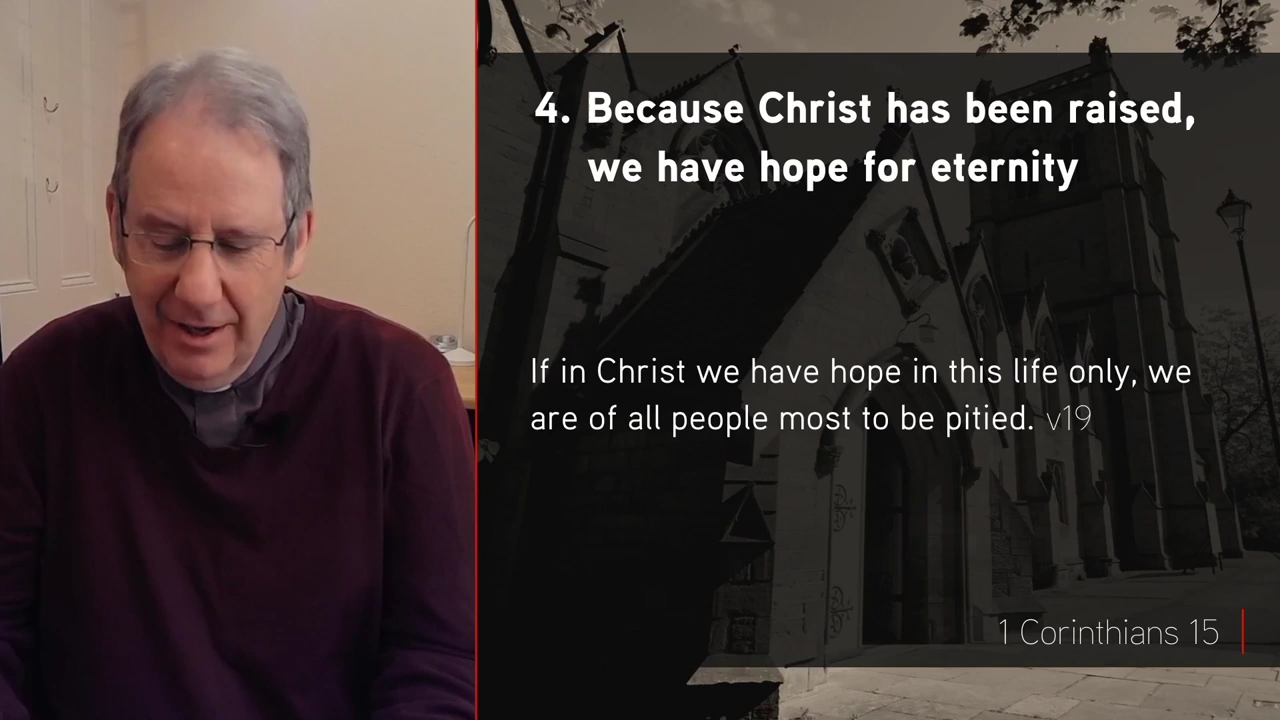 4. Because Christ has been raised,
we have hope for eternity
If in Christ we have hope in this life only, we
are of all people most to be pitied. v19
1 Corinthians 15